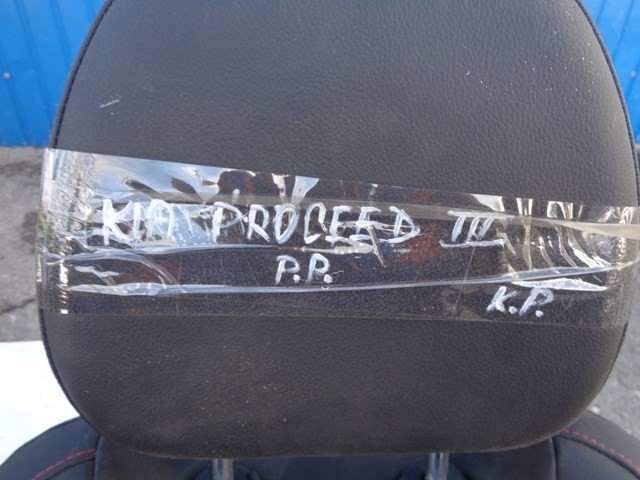 KIA PROCEED III
P.P.
K.P.